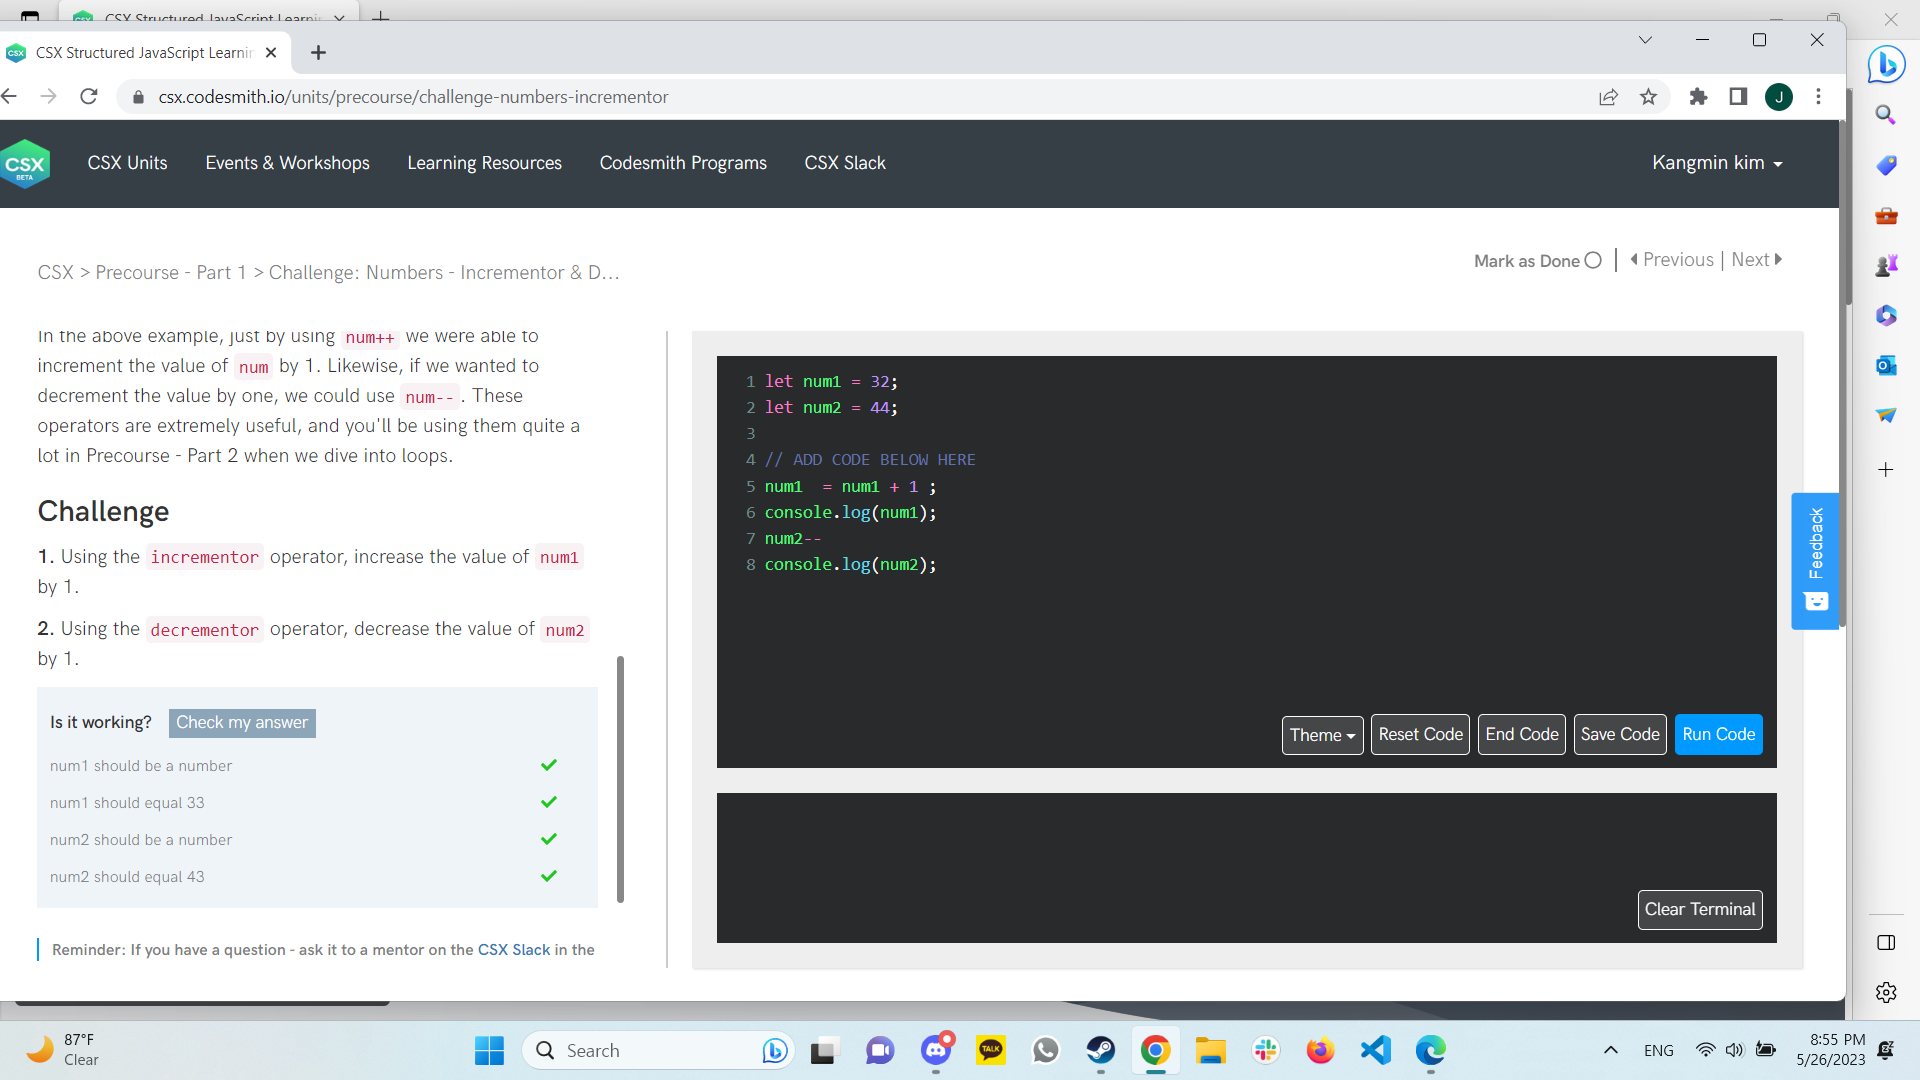 CSX Structured JavaScript Learnin
CSX Structured JavaScript Learnin
csx.codesmith.io/units/precourse/challenge-numbers-incrementor
J
CSX
BETA
CSX Units
Events & Workshops
Learning Resources
Codesmith Programs
CSX Slack
Kangmin kim
CSX > Precourse - Part 1 > Challenge: Numbers - Incrementor & D...
Mark as Done
Previous | Next
In the above example, just by using num++ we were able to
increment the value of num by 1. Likewise, if we wanted to
decrement the value by one, we could use num-- . These
operators are extremely useful, and you'll be using them quite a
lot in Precourse - Part 2 when we dive into loops.
Challenge
1. Using the incrementor operator, increase the value of num1
by 1.
2. Using the decrementor operator, decrease the value of num2
by 1.
Is it working? Check my answer
num1 should be a number
num1 should equal 33
num2 should be a number
num2 should equal 43
Reminder: If you have a question - ask it to a mentor on the CSX Slack in the
1 let num1 = 32;
2 let num2 = 44;
3
4 // ADD CODE BELOW HERE
5 num1  = num1 + 1 ;
6 console.log(num1);
7 num2--
8 console.log(num2);
Theme
Reset Code
End Code
Save Code
Run Code
Clear Terminal
Feedback
87°F
Clear
Search
TALK
ENG
8:55 PM
5/26/2023